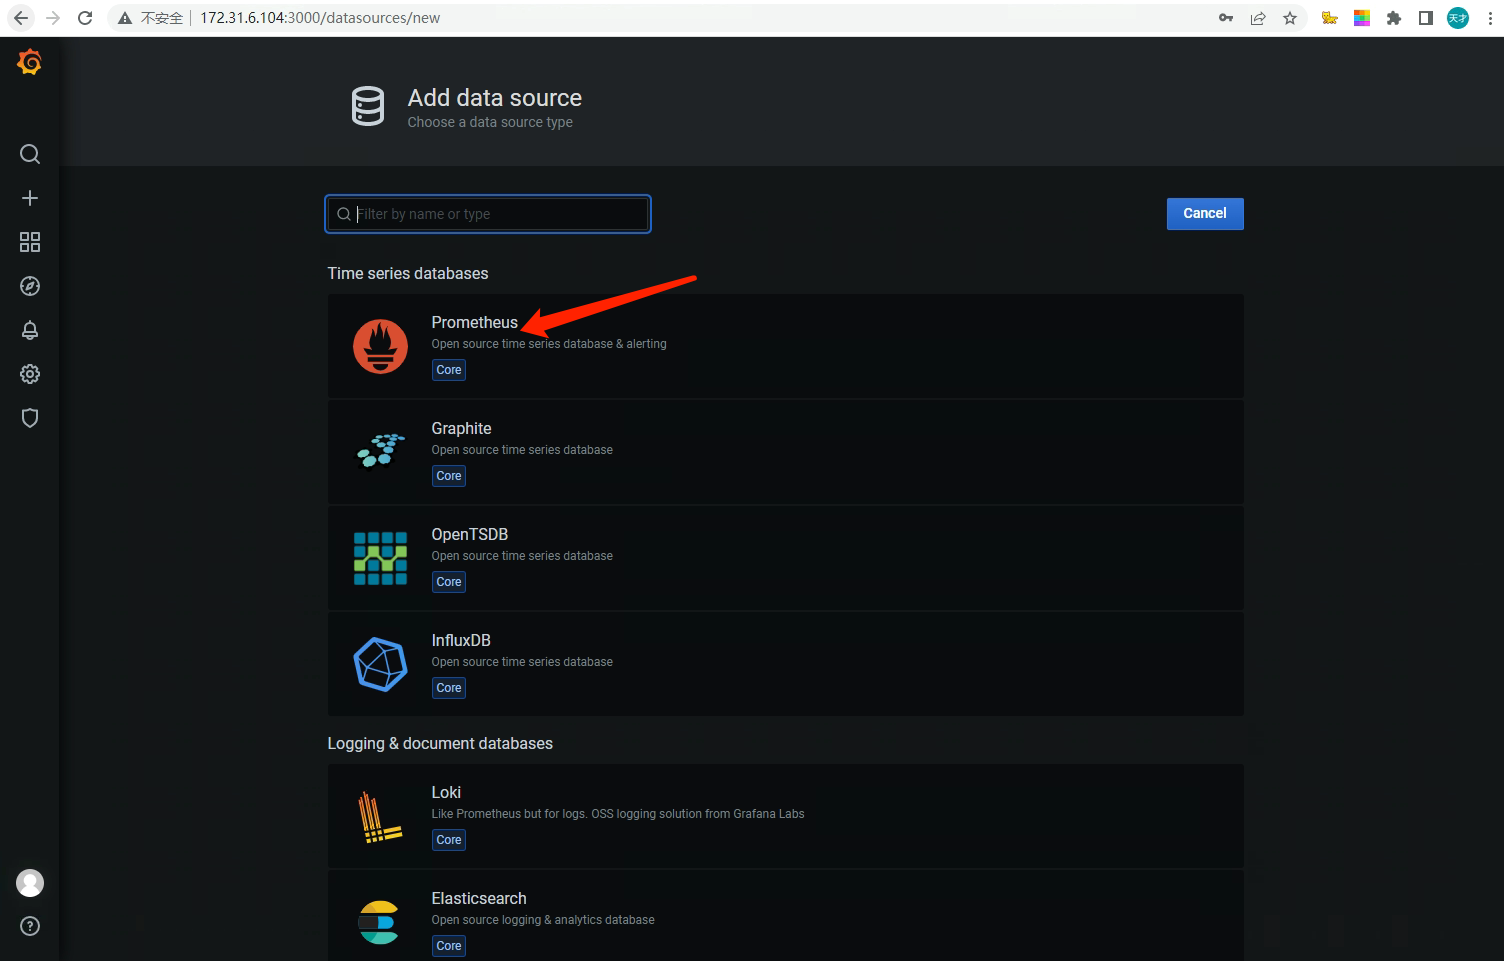 不安全 172.31.6.104:3000/datasources/new
天才
Add data source
Choose a data source type
Filter by name or type
Cancel
Time series databases
Prometheus
Open source time series database & alerting
Core
Graphite
Open source time series database
Core
OpenTSDB
Open source time series database
Core
InfluxDB
Open source time series database
Core
Logging & document databases
Loki
Like Prometheus but for logs. OSS logging solution from Grafana Labs
Core
Elasticsearch
Open source logging & analytics database
Core